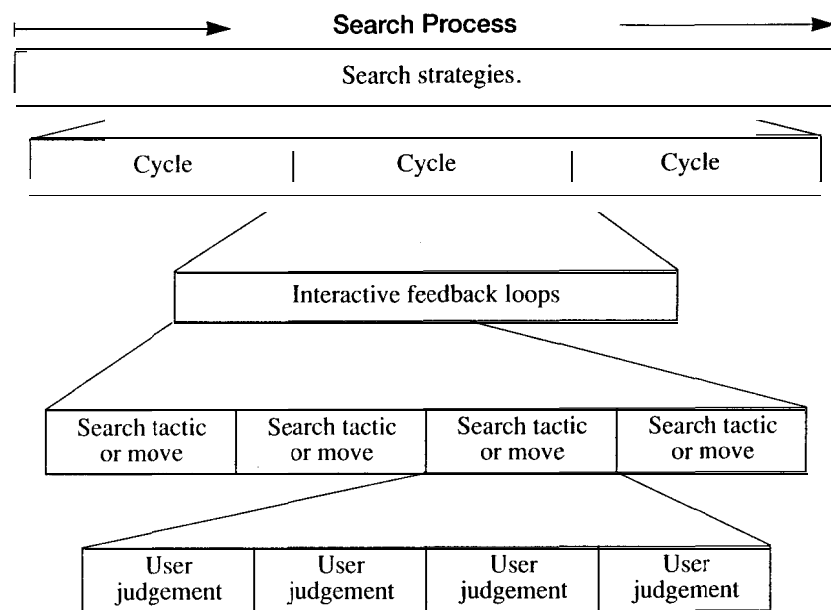 Search Process
Search strategies.
Cycle Cycle Cycle
Interactive feedback loops
Search tactic Search tactic Search tactic Search tactic
or move or move or move or move
User User User User
judgement judgement judgement judgement